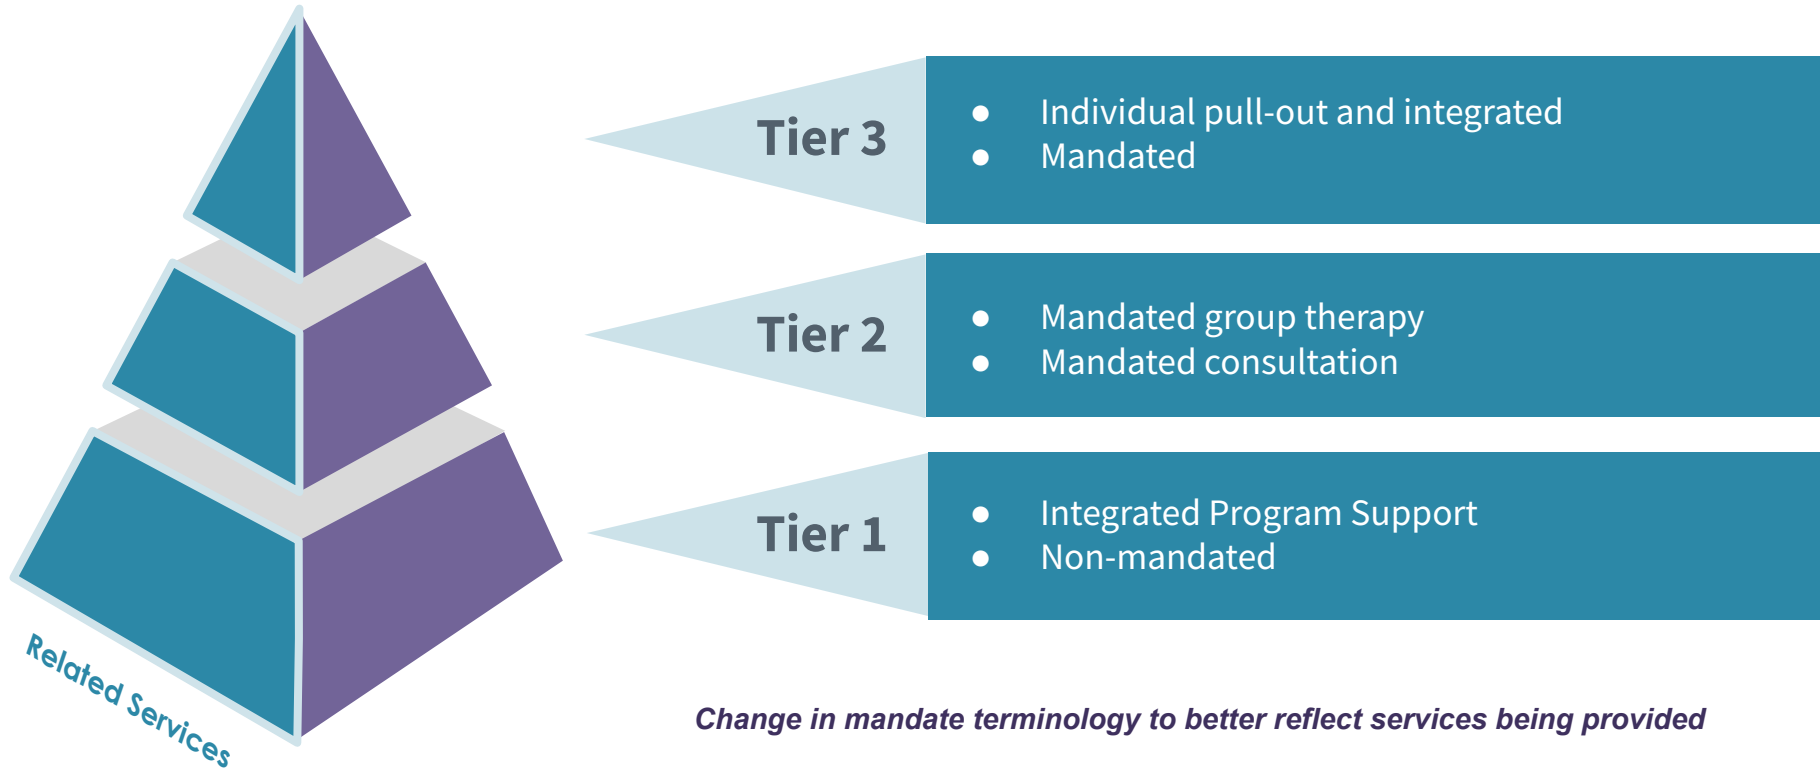 Tier 3
● Individual pull-out and integrated
● Mandated
Tier 2
● Mandated group therapy
● Mandated consultation
Tier 1
● Integrated Program Support
● Non-mandated
Related Services
Change in mandate terminology to better reflect services being provided